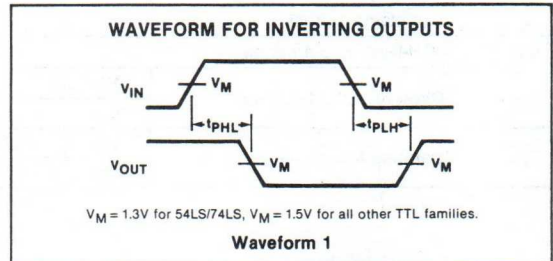 WAVEFORM FOR INVERTING OUTPUTS
VIN
VM
VM
tPHL
tPLH
VOUT
VM
VM
VM = 1.3V for 54LS/74LS, VM = 1.5V for all other TTL families.
Waveform 1